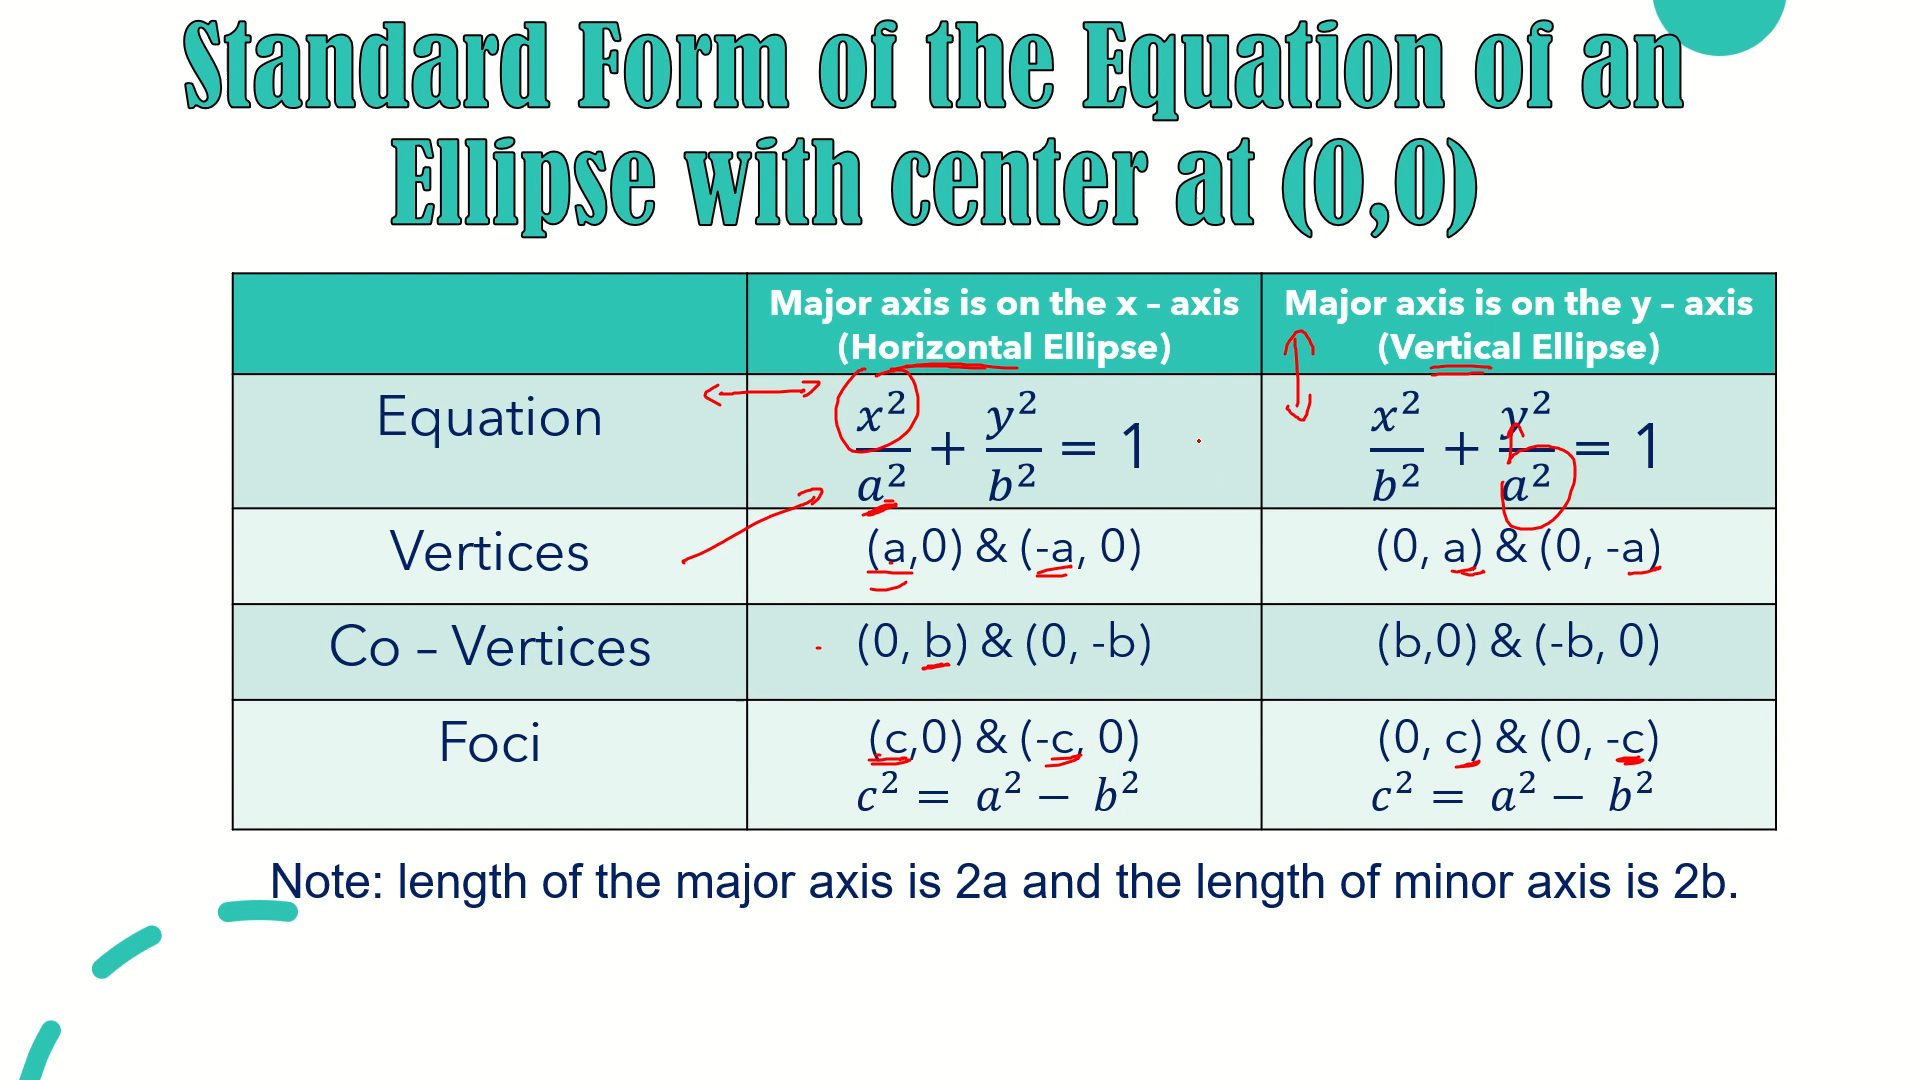 Standard Form of the Equation of an
Ellipse with center at (0,0)
Major axis is on the x – axis
(Horizontal Ellipse)
Major axis is on the y – axis
(Vertical Ellipse)
Equation
x²/a² + y²/b² = 1
x²/b² + y²/a² = 1
Vertices
(a,0) & (-a, 0)
(0, a) & (0, -a)
Co – Vertices
(0, b) & (0, -b)
(b,0) & (-b, 0)
Foci
(c,0) & (-c, 0)
c² = a² − b²
(0, c) & (0, -c)
c² = a² − b²
Note: length of the major axis is 2a and the length of minor axis is 2b.